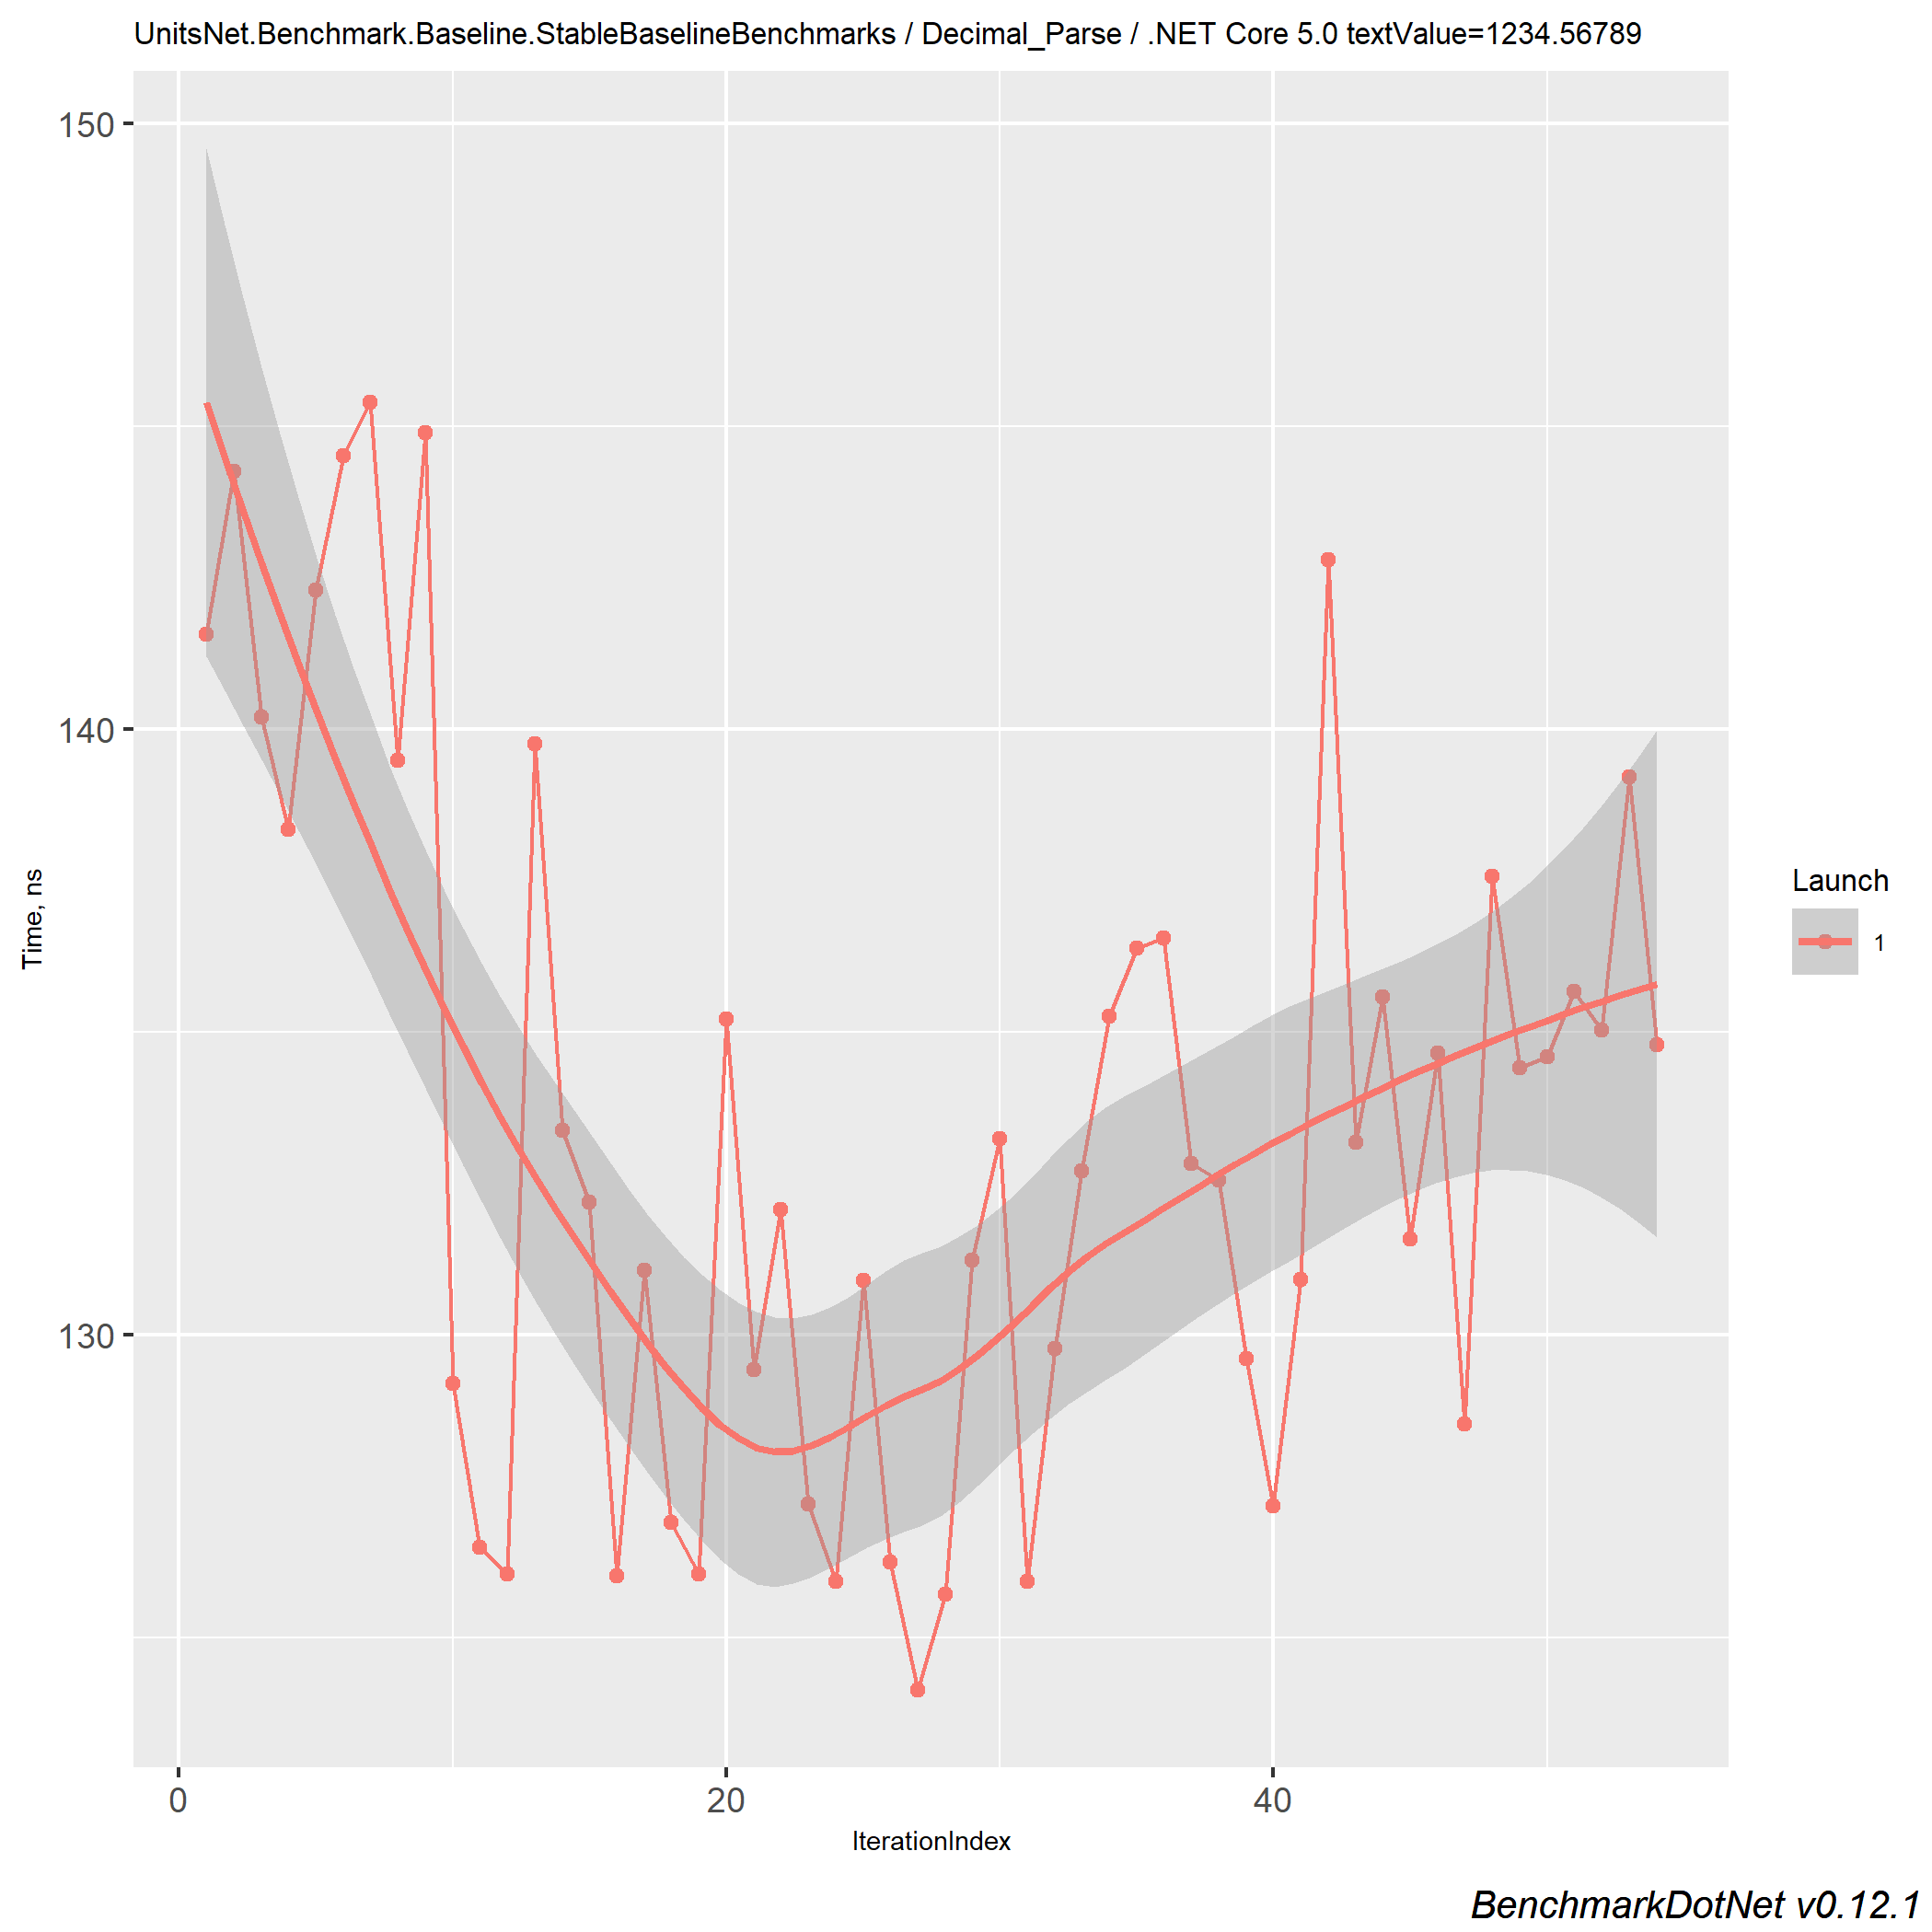 UnitsNet.Benchmark.Baseline.StableBaselineBenchmarks / Decimal_Parse / .NET Core 5.0 textValue=1234.56789
150
140
130
Time, ns
0 20 40
IterationIndex
Launch
1
BenchmarkDotNet v0.12.1